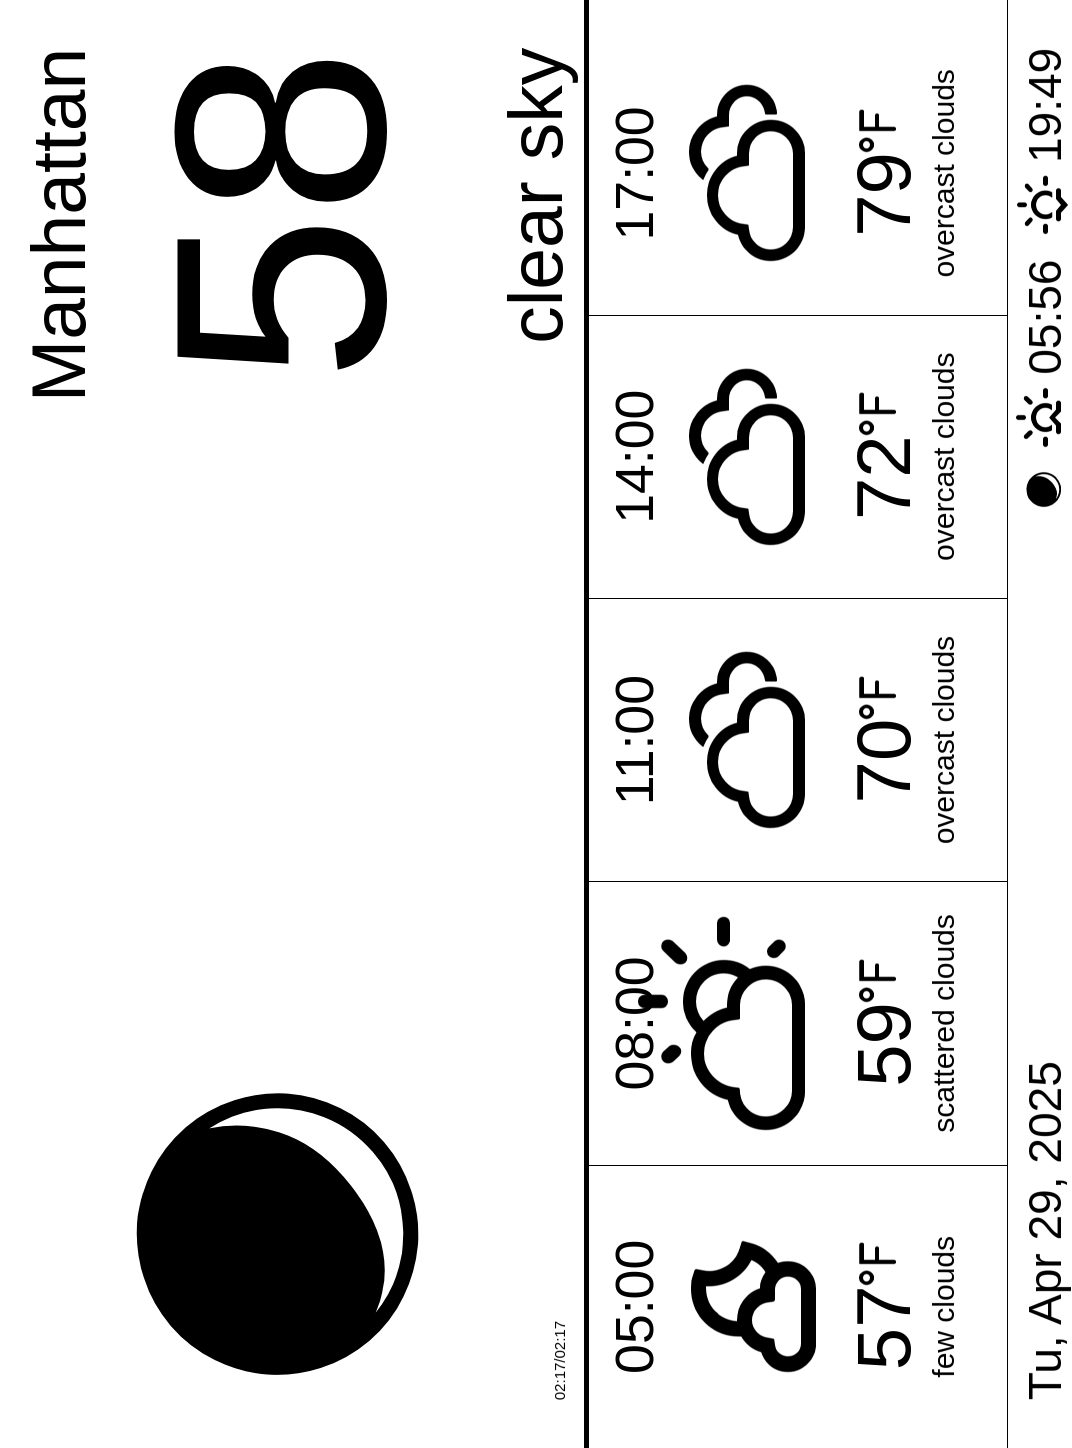 Manhattan
58
clear sky
02:17/02:17
05:00
57°F
few clouds
08:00
59°F
scattered clouds
11:00
70°F
overcast clouds
14:00
72°F
overcast clouds
17:00
79°F
overcast clouds
Tu, Apr 29, 2025
05:56
19:49